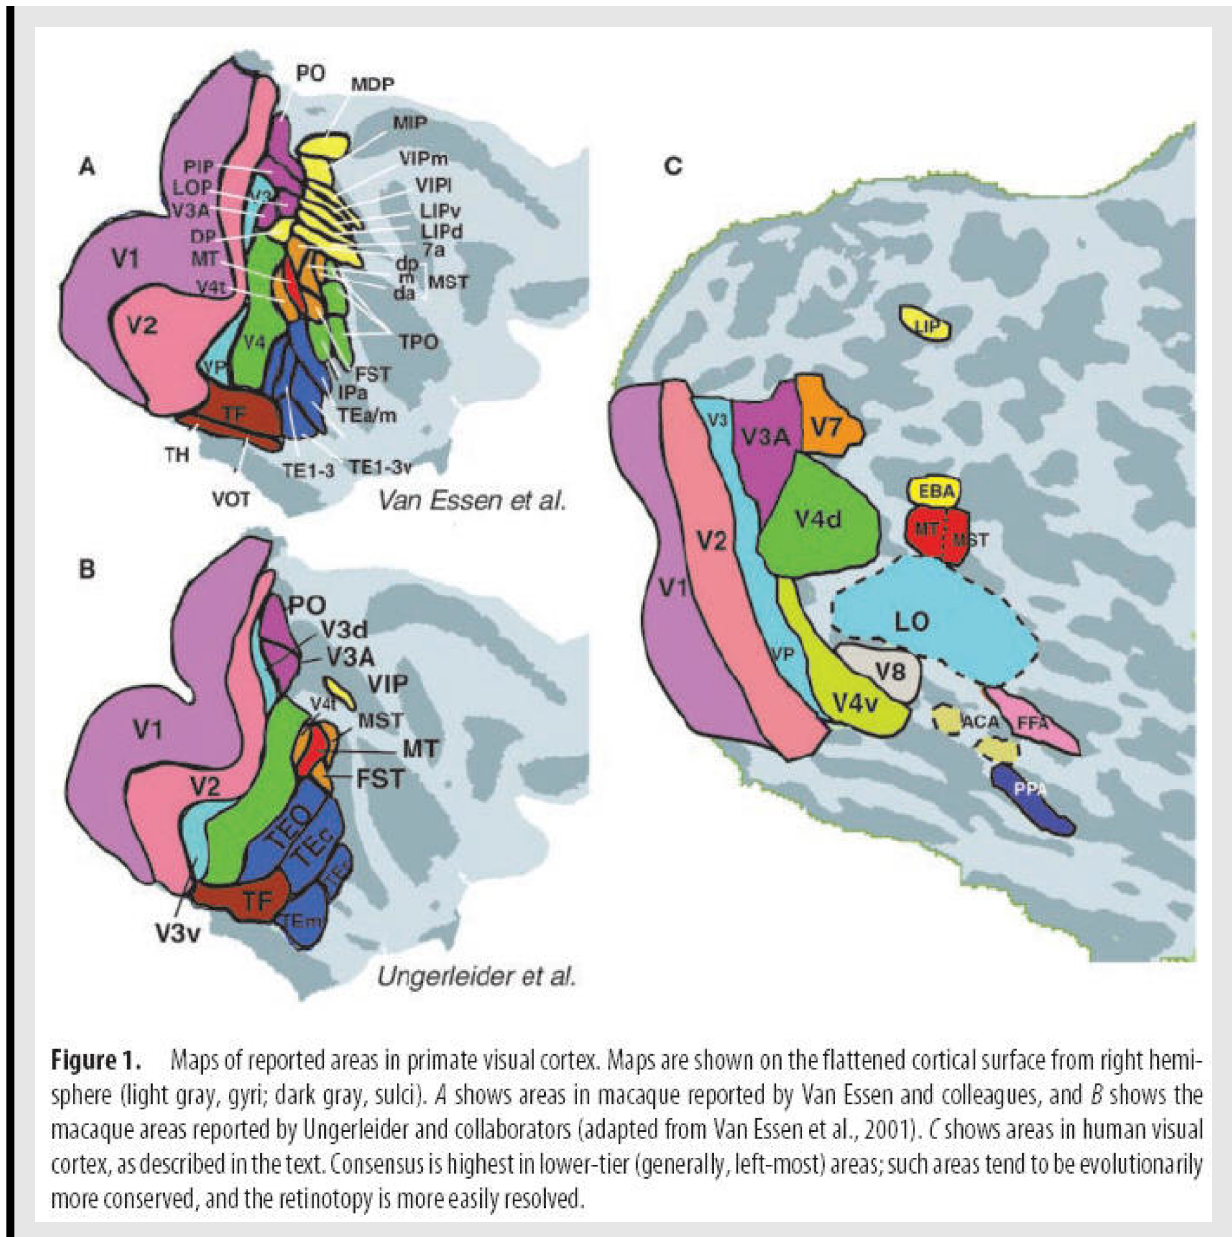 A
PO
MDP
MIP
VIPm
VIPl
LIPv
LIPd
7a
dp
m
da
MST
PIP
LOP
V3
V3A
DP
MT
V4t
V1
V2
V4
VP
TPO
FST
IPa
TEa/m
TF
TH
VOT
TE1-3
TE1-3v
Van Essen et al.
B
PO
V3d
V3A
VIP
V4t
MST
MT
FST
V1
V2
TEO
TEc
TF
TEm
V3v
Ungerleider et al.
C
LIP
V3
V3A
V7
EBA
V4d
MT
MST
V2
V1
LO
VP
V8
V4v
ACA
FFA
PPA
Figure 1. Maps of reported areas in primate visual cortex. Maps are shown on the flattened cortical surface from right hemi-
sphere (light gray, gyri; dark gray, sulci). A shows areas in macaque reported by Van Essen and colleagues, and B shows the
macaque areas reported by Ungerleider and collaborators (adapted from Van Essen et al., 2001). C shows areas in human visual
cortex, as described in the text. Consensus is highest in lower-tier (generally, left-most) areas; such areas tend to be evolutionarily
more conserved, and the retinotopy is more easily resolved.